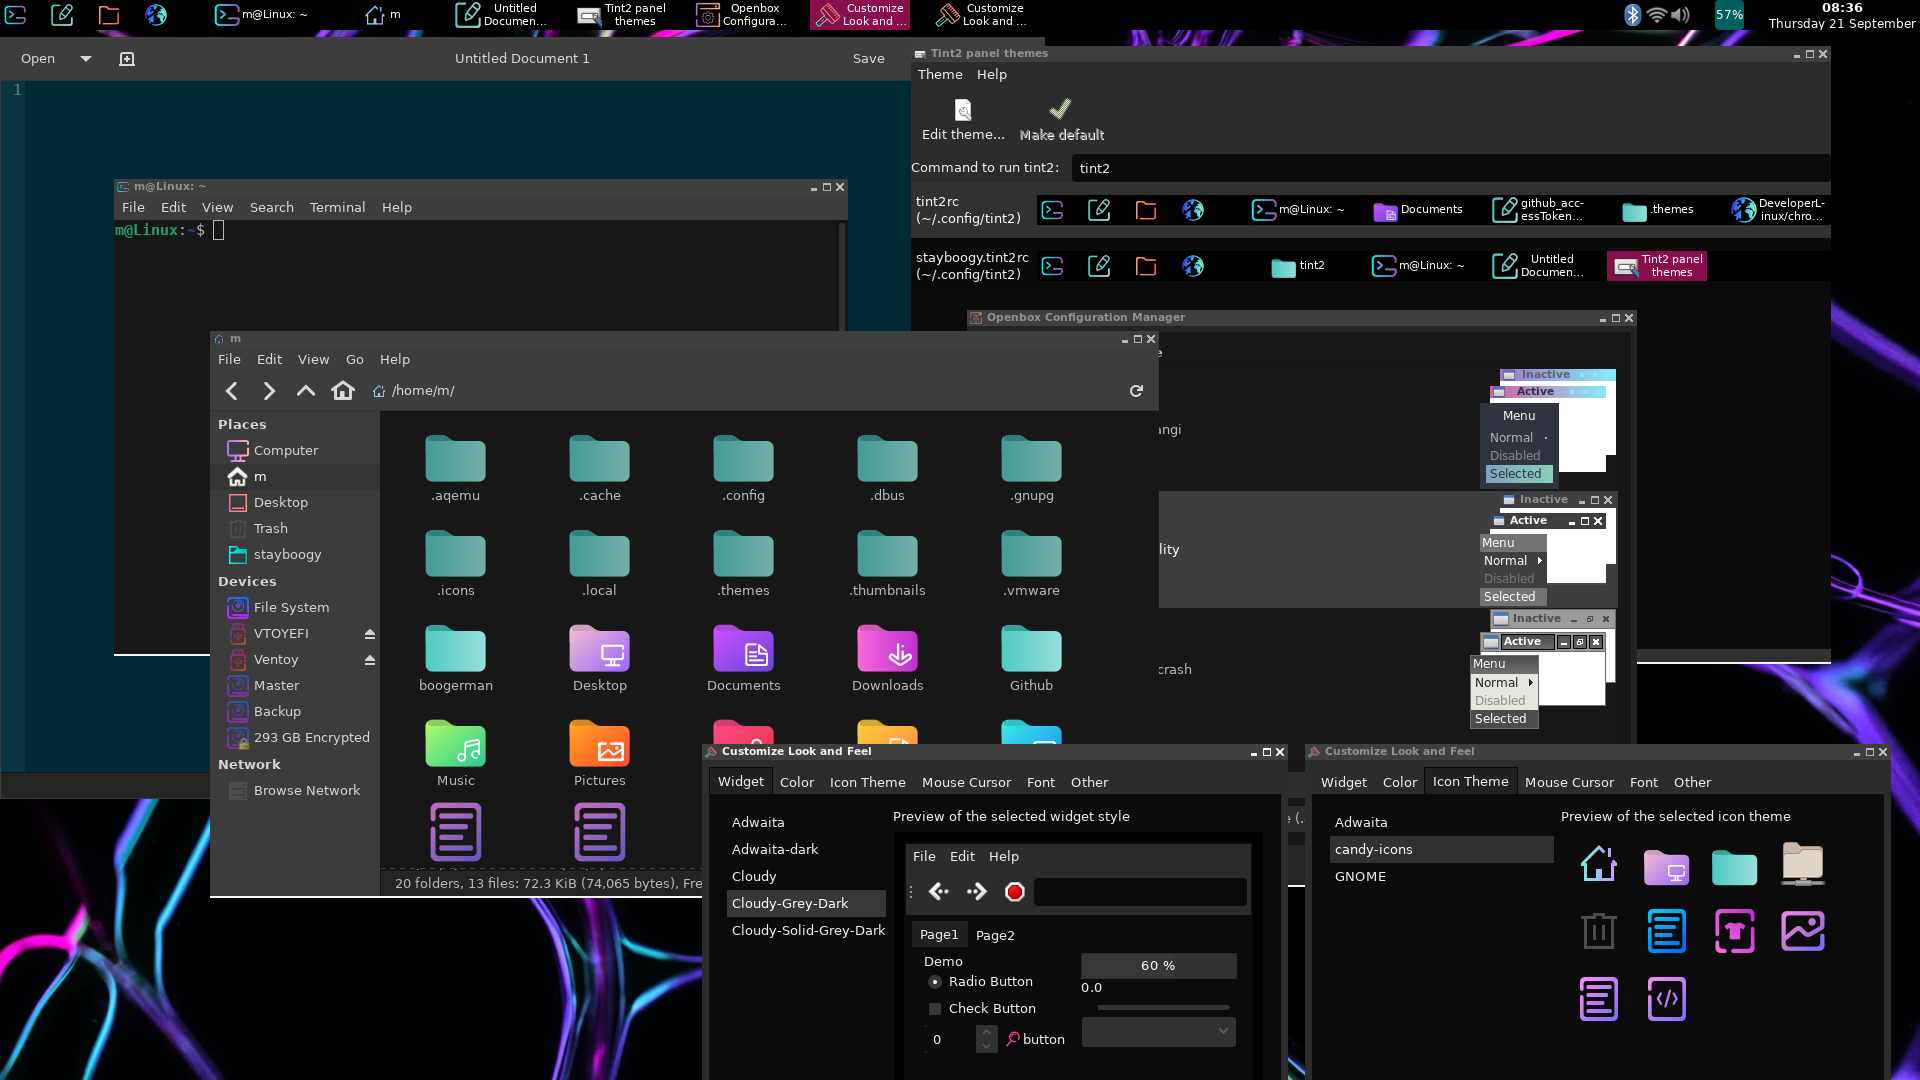 m@Linux: ~
m
Untitled
Documen...
Tint2 panel
themes
Openbox
Configura...
Customize
Look and ...
Customize
Look and ...
57%
08:36
Thursday 21 September
Open
Untitled Document 1
Save
1
Tint2 panel themes
Theme Help
Edit theme...
Make default
Command to run tint2:
tint2
tint2rc
(~/.config/tint2)
m@Linux: ~
Documents
github_acc-
essToken...
.themes
DeveloperL-
inux/chro...
stayboogy.tint2rc
(~/.config/tint2)
tint2
m@Linux: ~
Untitled
Documen...
Tint2 panel
themes
m@Linux: ~
File Edit View Search Terminal Help
m@Linux:~$
Openbox Configuration Manager
e
angi
lity
crash
Inactive
Active
Menu
Normal
Disabled
Selected
Inactive
Active
Menu
Normal
Disabled
Selected
Inactive
Active
Menu
Normal
Disabled
Selected
e (.
m
File Edit View Go Help
/home/m/
Places
Computer
m
Desktop
Trash
stayboogy
Devices
File System
VTOYEFI
Ventoy
Master
Backup
293 GB Encrypted
Network
Browse Network
.aqemu
.cache
.config
.dbus
.gnupg
.icons
.local
.themes
.thumbnails
.vmware
boogerman
Desktop
Documents
Downloads
Github
Music
Pictures
20 folders, 13 files: 72.3 KiB (74,065 bytes), Fre
Customize Look and Feel
Widget Color Icon Theme Mouse Cursor Font Other
Adwaita
Adwaita-dark
Cloudy
Cloudy-Grey-Dark
Cloudy-Solid-Grey-Dark
Preview of the selected widget style
File Edit Help
Page1 Page2
Demo
Radio Button
Check Button
0
button
60 %
0.0
Customize Look and Feel
Widget Color Icon Theme Mouse Cursor Font Other
Adwaita
candy-icons
GNOME
Preview of the selected icon theme